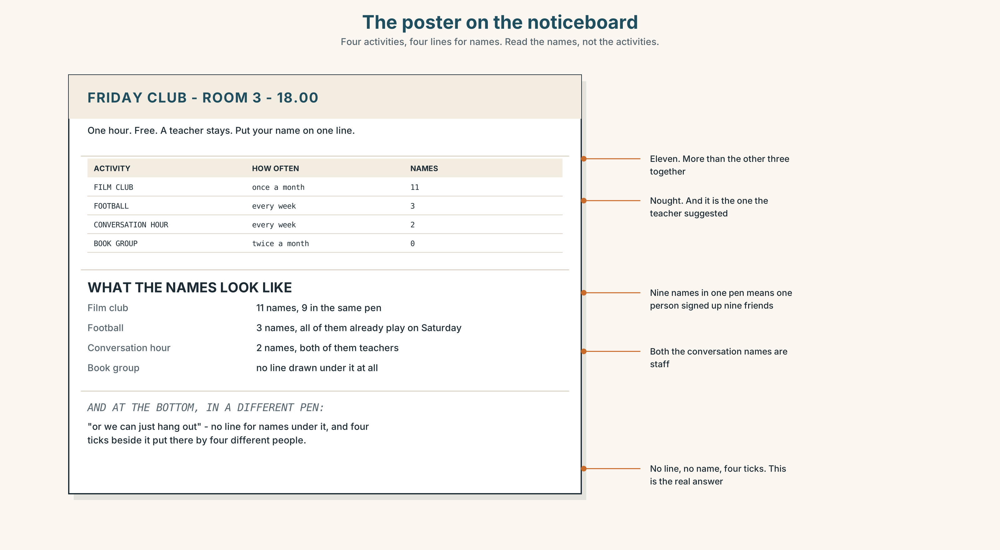 The poster on the noticeboard
Four activities, four lines for names. Read the names, not the activities.
FRIDAY CLUB - ROOM 3 - 18.00
One hour. Free. A teacher stays. Put your name on one line.
ACTIVITY HOW OFTEN NAMES
FILM CLUB once a month 11
FOOTBALL every week 3
CONVERSATION HOUR every week 2
BOOK GROUP twice a month 0
WHAT THE NAMES LOOK LIKE
Film club 11 names, 9 in the same pen
Football 3 names, all of them already play on Saturday
Conversation hour 2 names, both of them teachers
Book group no line drawn under it at all
AND AT THE BOTTOM, IN A DIFFERENT PEN:
"or we can just hang out" - no line for names under it, and four
ticks beside it put there by four different people.
Eleven. More than the other three
together
Nought. And it is the one the
teacher suggested
Nine names in one pen means one
person signed up nine friends
Both the conversation names are
staff
No line, no name, four ticks. This
is the real answer